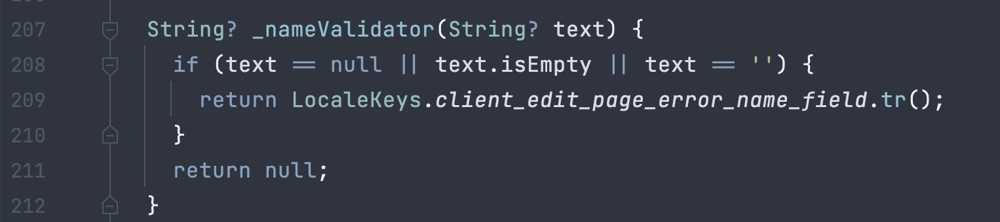 207 String? _nameValidator(String? text) {
208 if (text == null || text.isEmpty || text == '') {
209 return LocaleKeys.client_edit_page_error_name_field.tr();
210 }
211 return null;
212 }